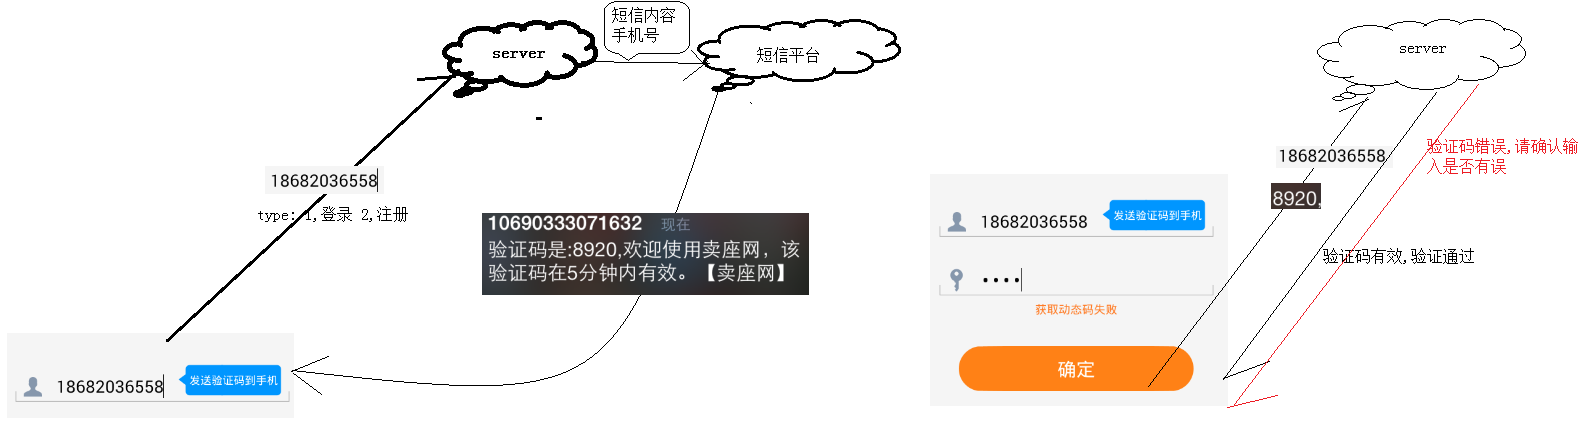 短信内容
手机号
server
短信平台
18682036558
type: 1,登录 2,注册
10690333071632 现在
验证码是:8920,欢迎使用卖座网，该
验证码在5分钟内有效。【卖座网】
18682036558 发送验证码到手机
server
验证码错误,请确认输
入是否有误
18682036558
8920,
验证码有效,验证通过
18682036558 发送验证码到手机
••••
获取动态码失败
确定